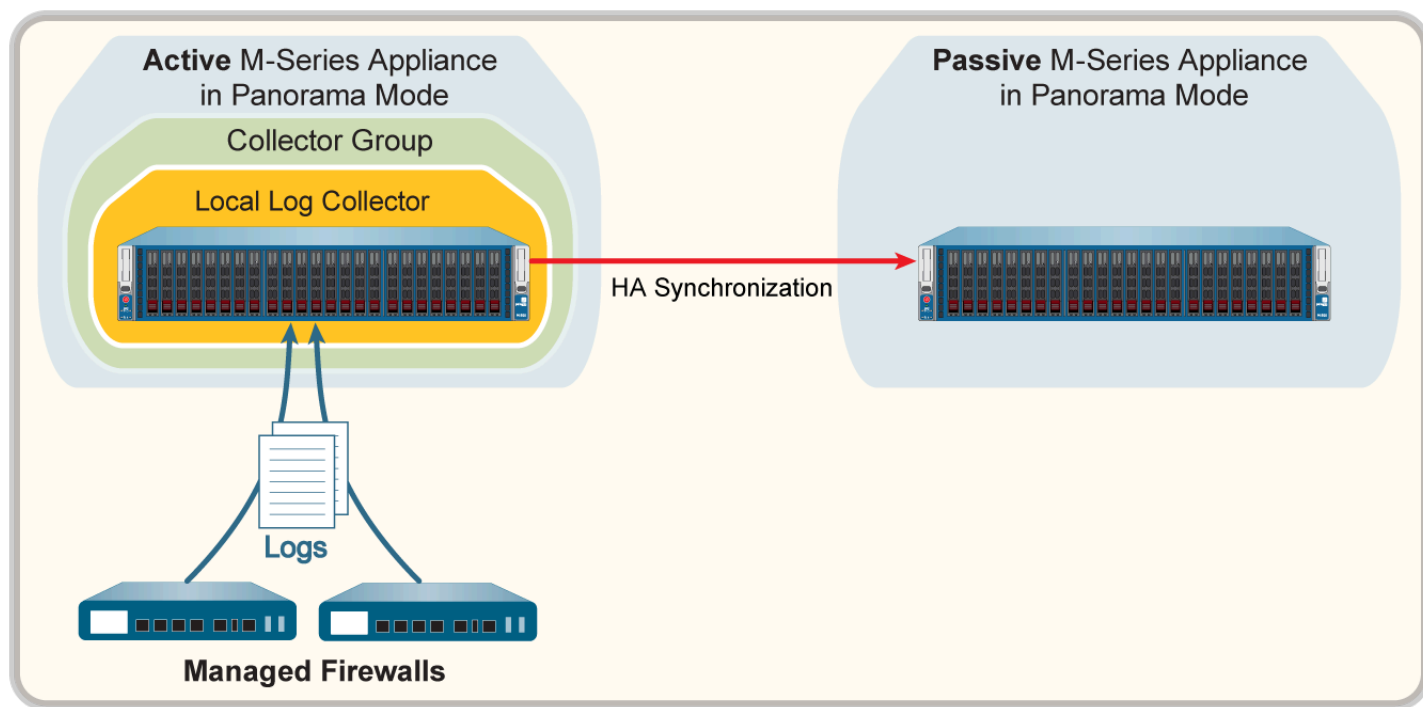 Active M-Series Appliance
in Panorama Mode
Passive M-Series Appliance
in Panorama Mode
Collector Group
Local Log Collector
HA Synchronization
Logs
Managed Firewalls